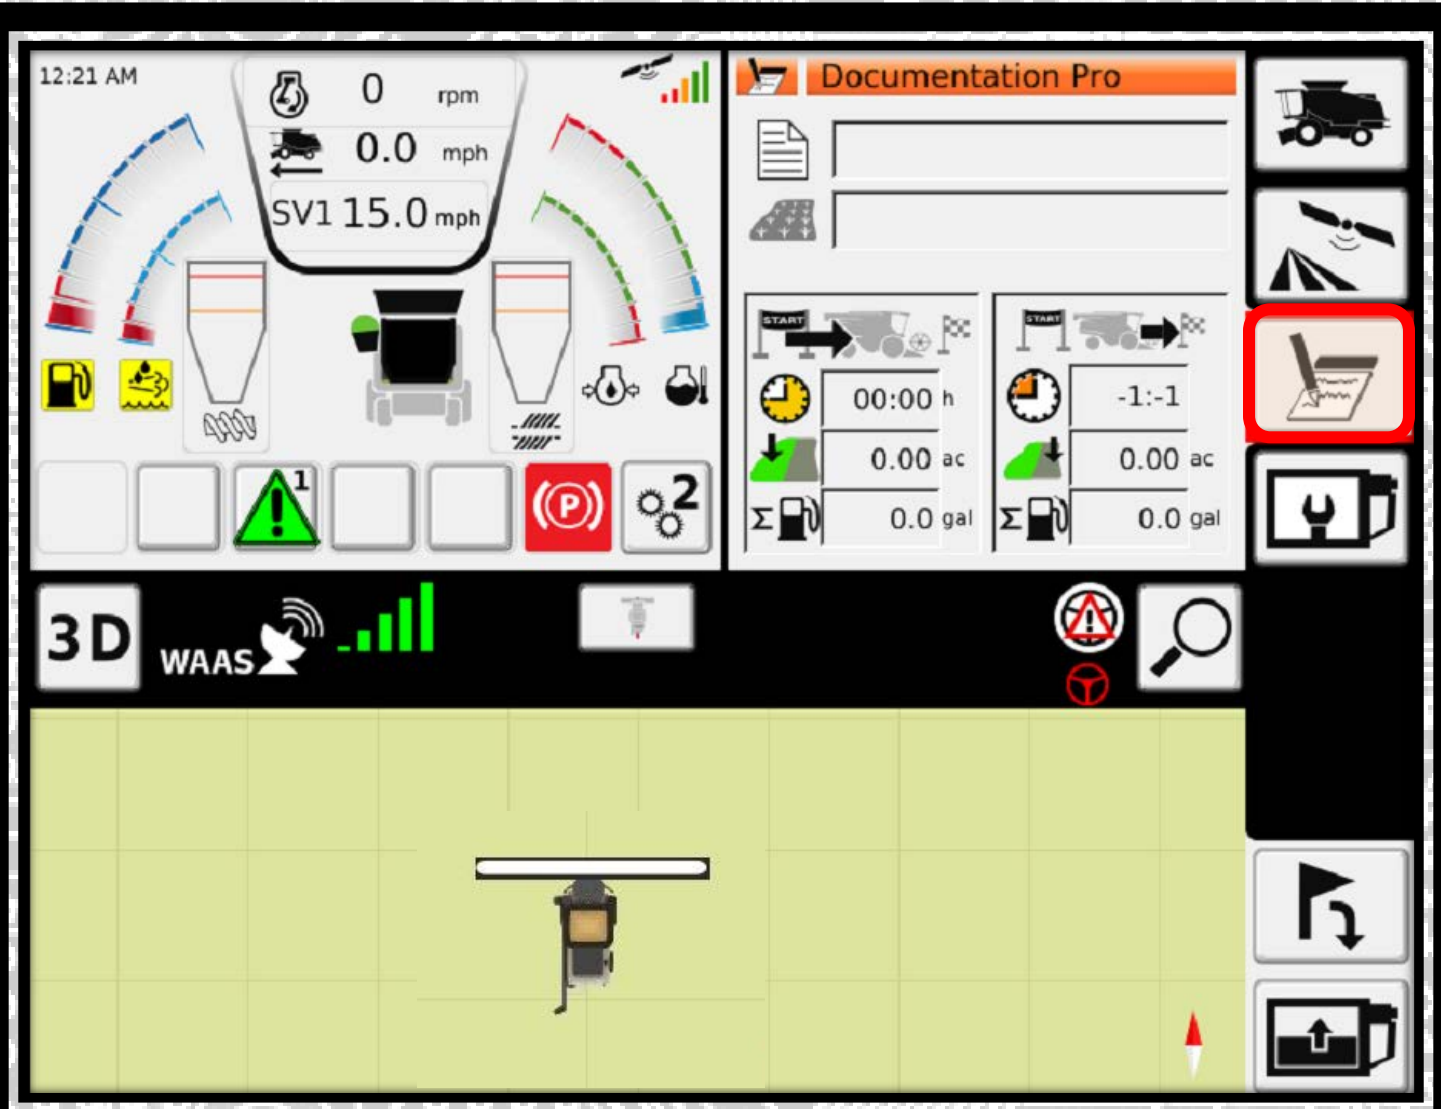 12:21 AM
0 rpm
0.0 mph
SV1 15.0 mph
1
P
2
Documentation Pro
START
START
00:00 h
-1:-1
0.00 ac
0.00 ac
Σ 0.0 gal
Σ 0.0 gal
3D
WAAS